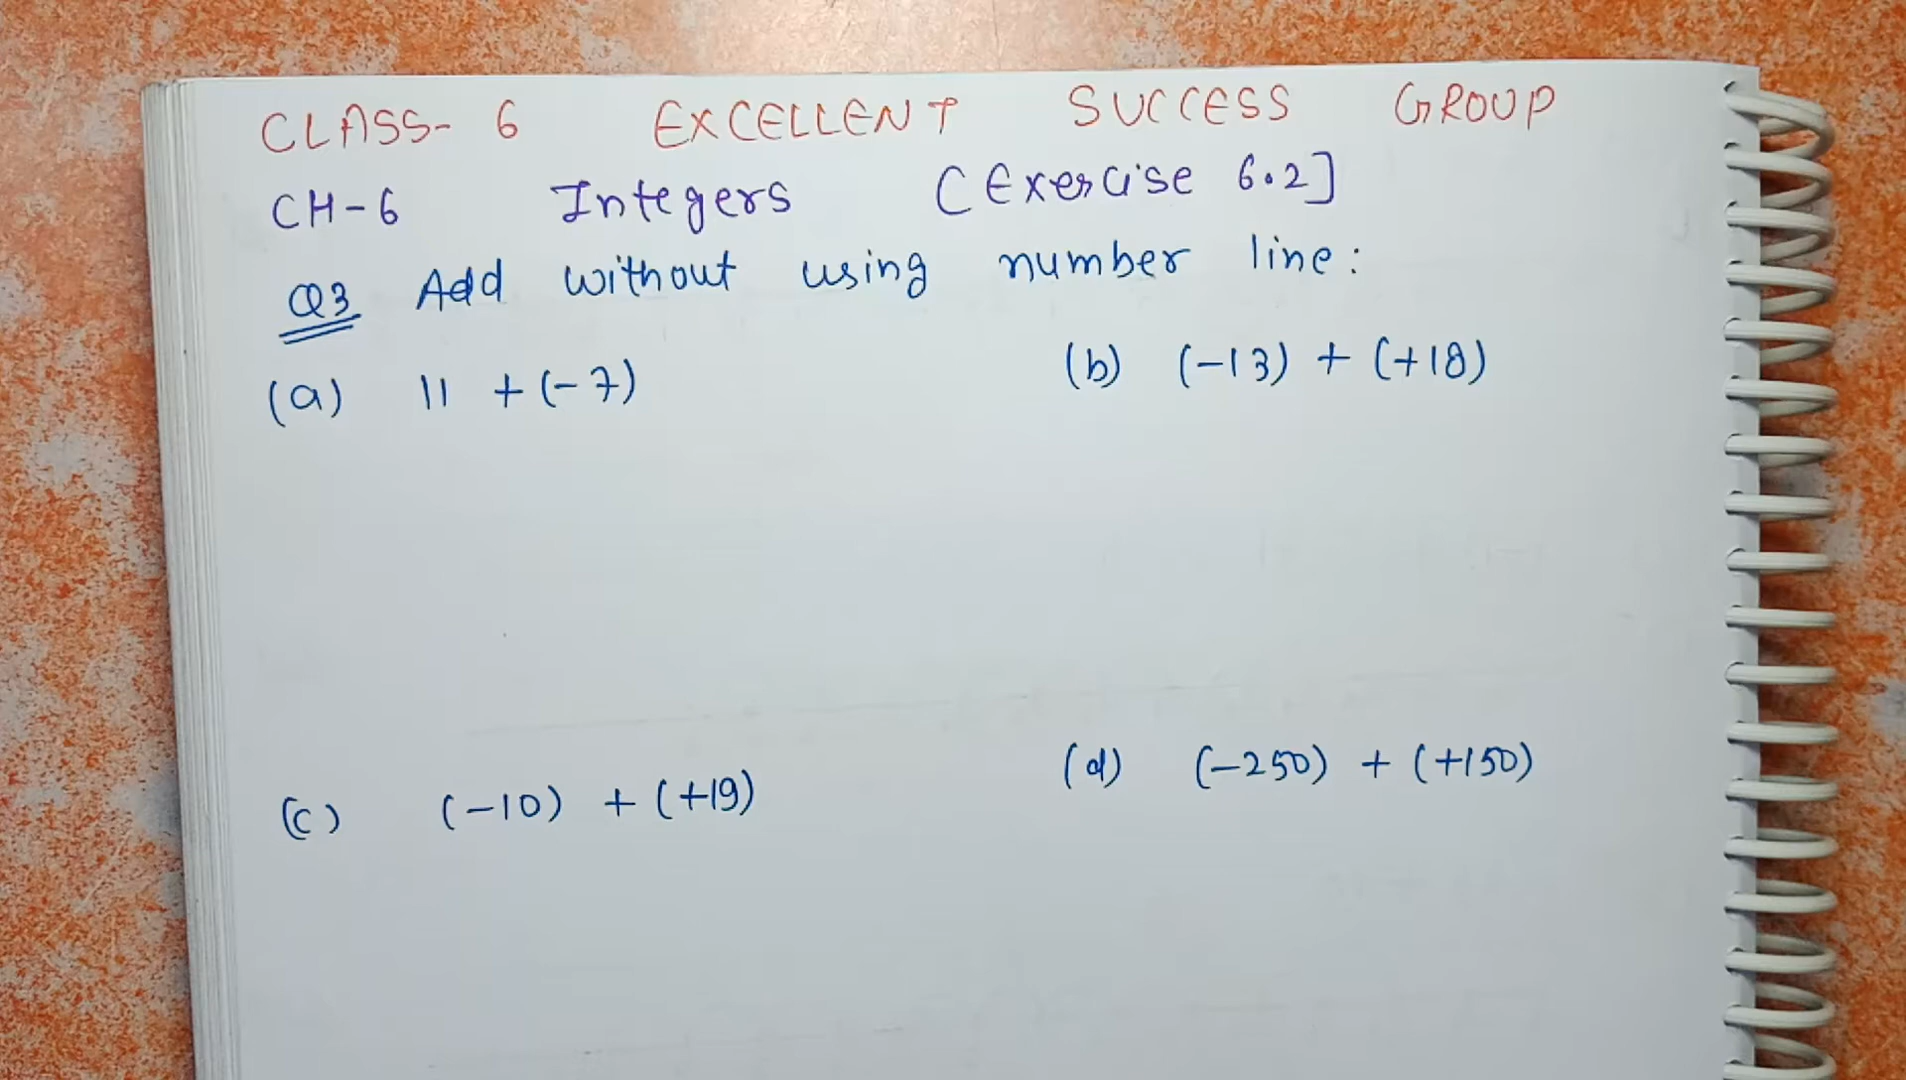 CLASS- 6 EXCELLENT SUCCESS GROUP
CH-6 Integers [Exercise 6.2]
Q3 Add without using number line:
(a) 11 + (-7) (b) (-13) + (+18)
(c) (-10) + (+19) (d) (-250) + (+150)